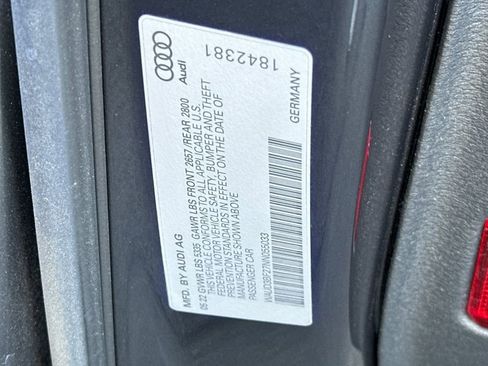 MFD. BY AUDI AG
05-22 GVWR LBS 5335 GAWR LBS FRONT 2657 /REAR 2800
THIS VEHICLE CONFORMS TO ALL APPLICABLE U.S.
FEDERAL MOTOR VEHICLE SAFETY, BUMPER AND THEFT
PREVENTION STANDARDS IN EFFECT ON THE DATE OF
MANUFACTURE SHOWN ABOVE.
PASSENGER CAR
Audi
1842381
GERMANY